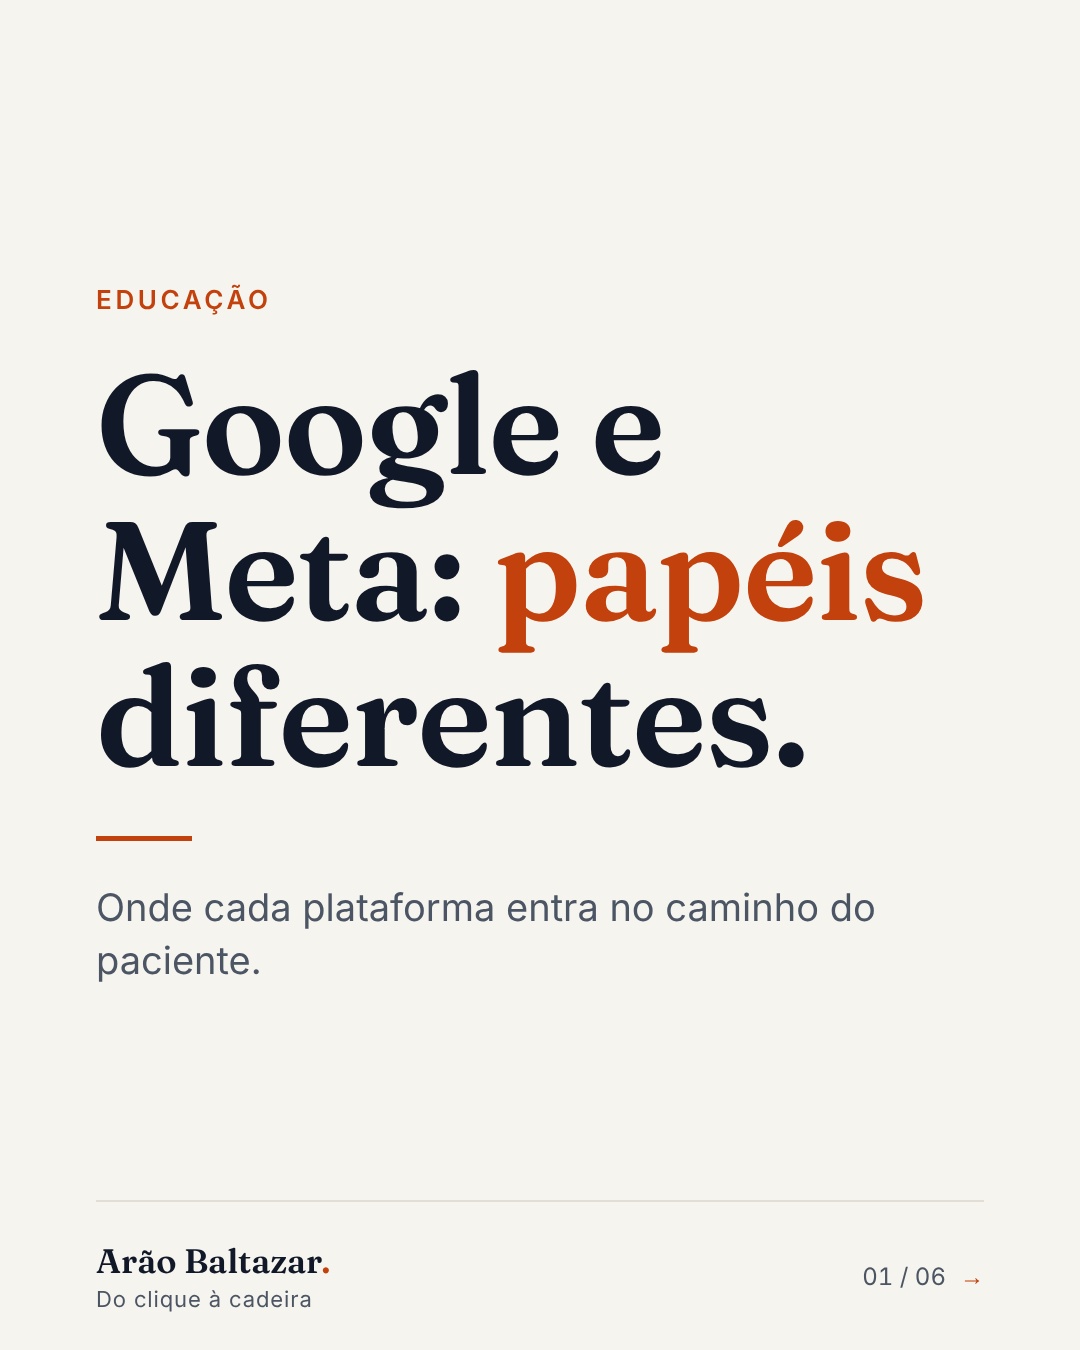 EDUCAÇÃO
Google e
Meta: papéis
diferentes.
Onde cada plataforma entra no caminho do
paciente.
Arão Baltazar.
Do clique à cadeira
01 / 06 →